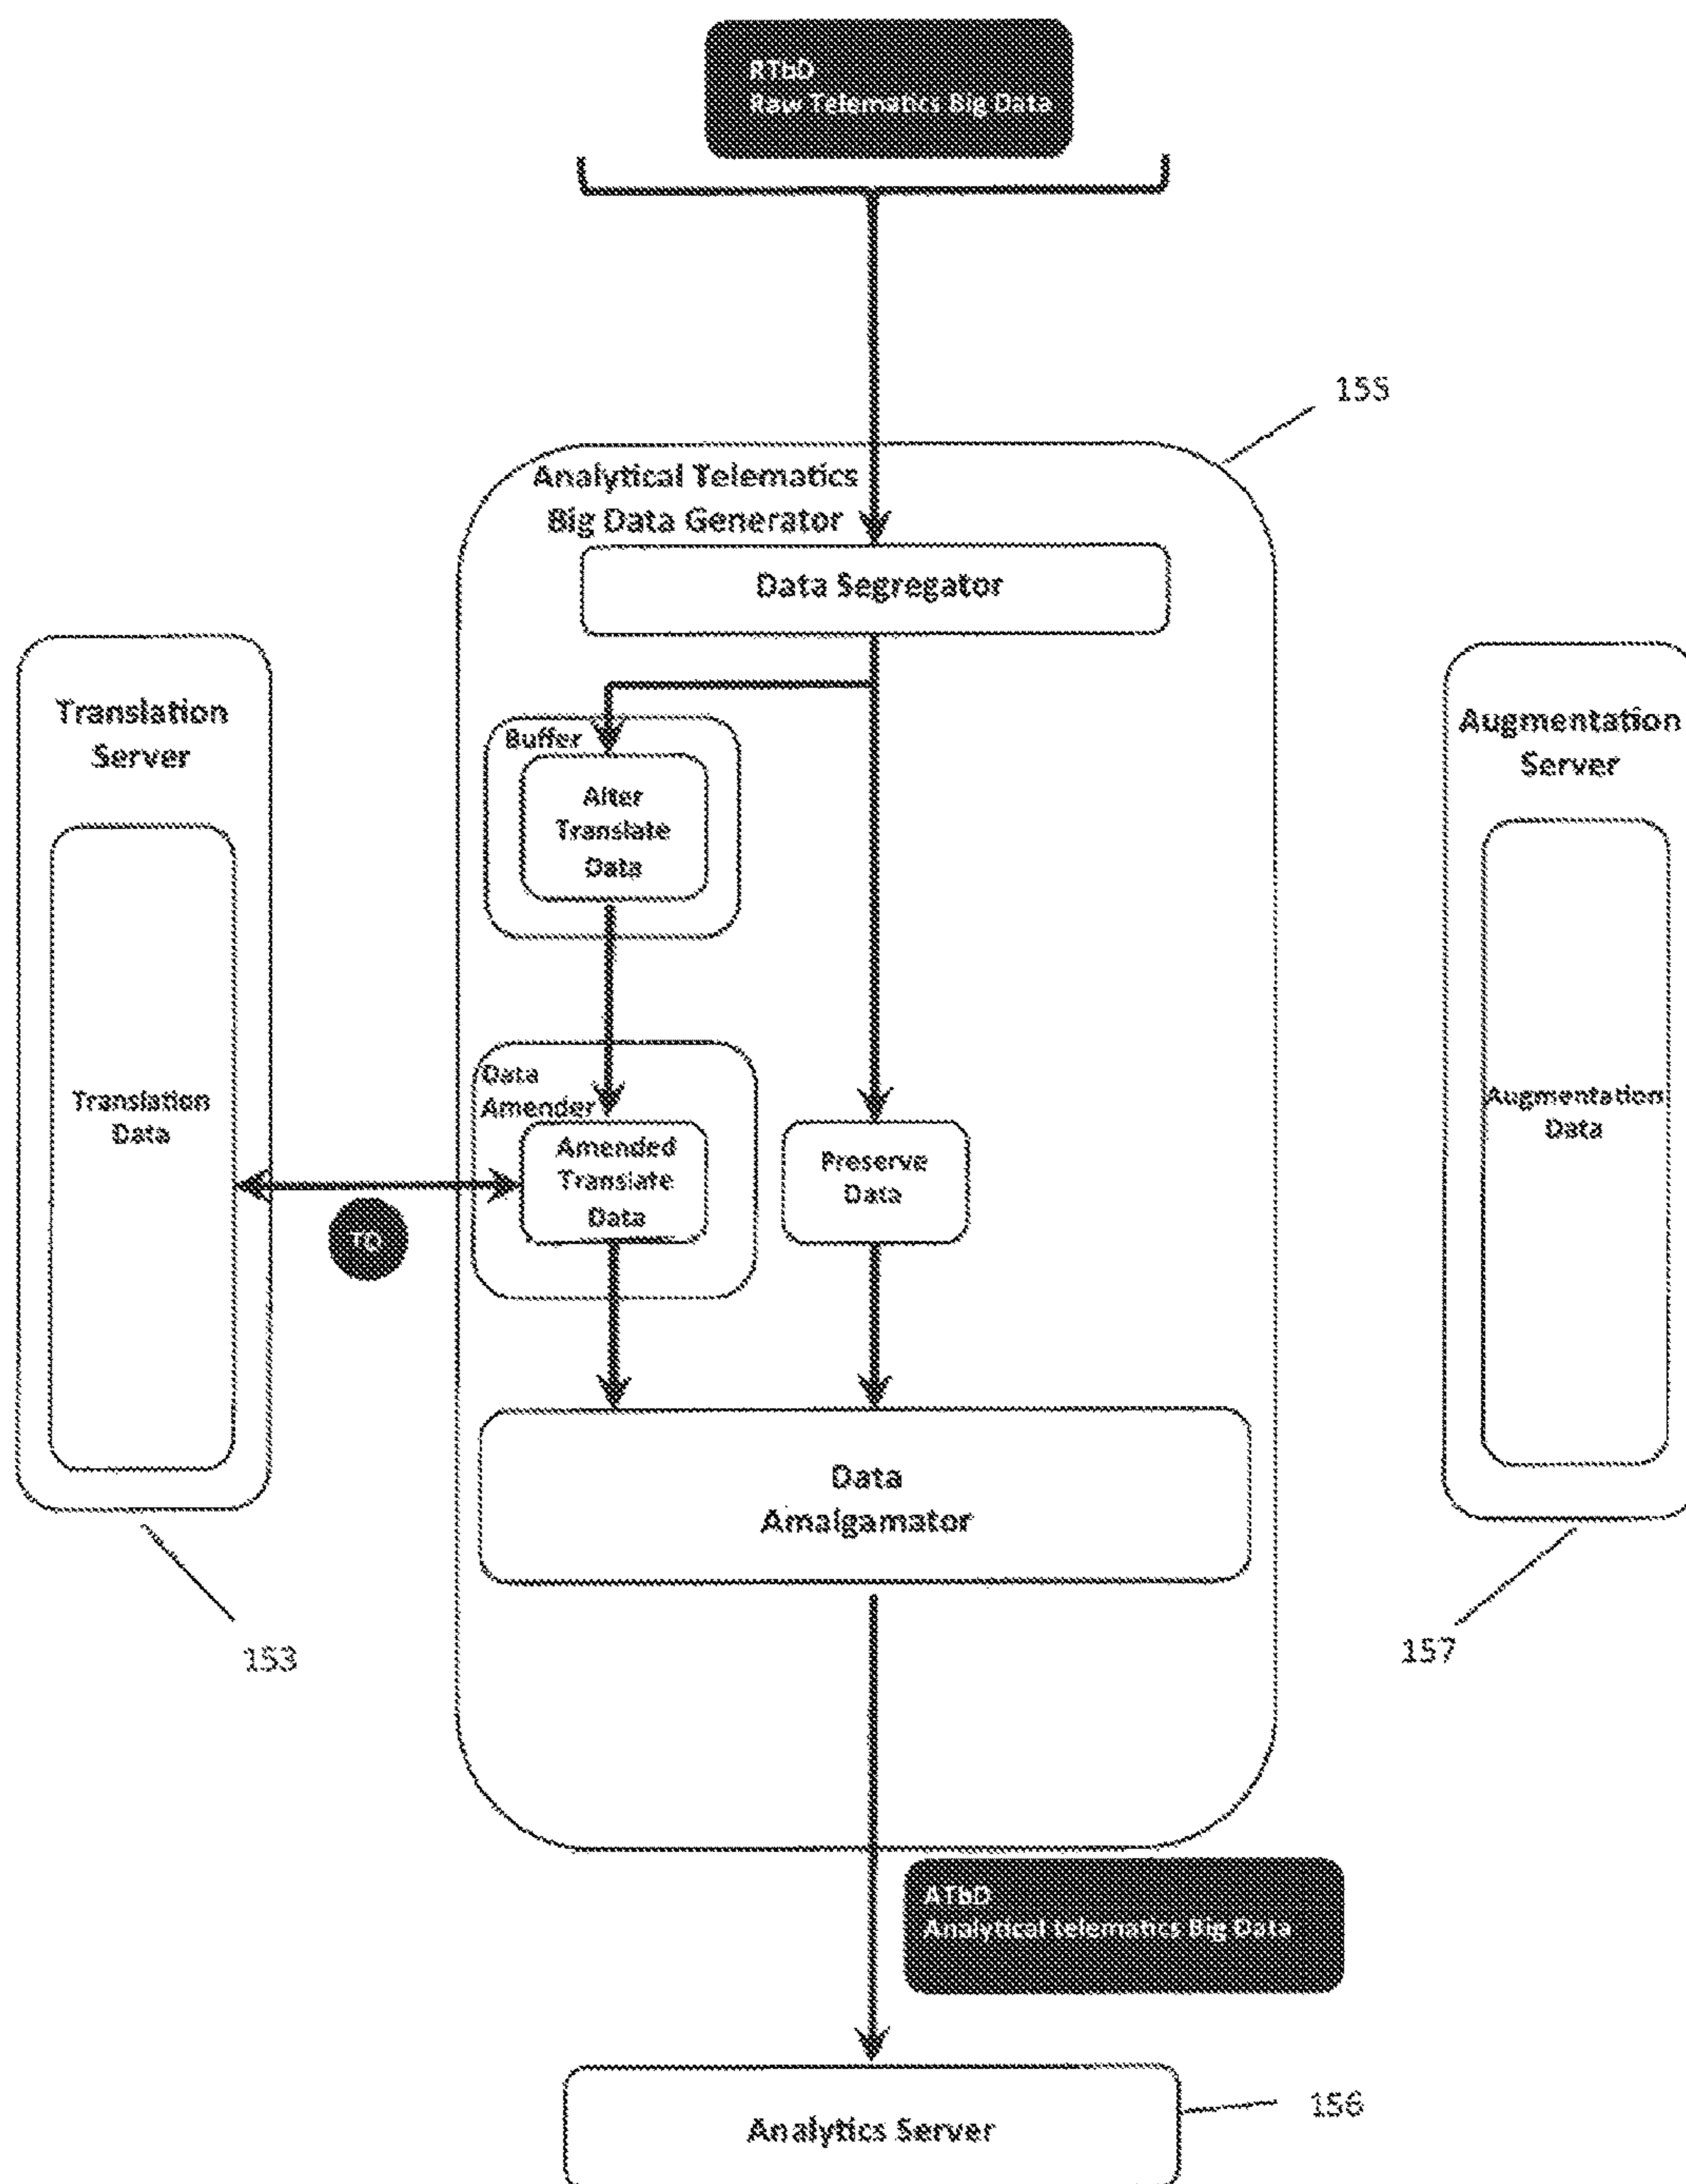 RTbD
Raw Telematics Big Data
155
Analytical Telematics
Big Data Generator
Data Segregator
Translation
Server
Buffer
Augmentation
Server
Alter
Translate
Data
Data
Amender
Translation
Data
Amended
Translate
Data
Preserve
Data
Augmentation
Data
TQ
Data
Amalgamator
153
157
ATbD
Analytical telematics Big Data
Analytics Server
156